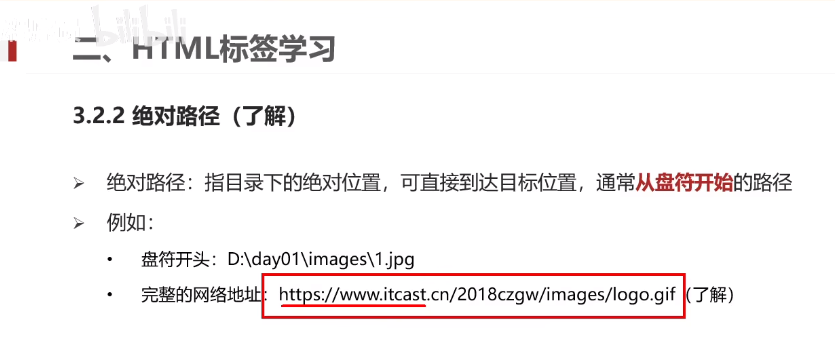 bilibili
二、HTML标签学习
3.2.2 绝对路径（了解）
➢ 绝对路径：指目录下的绝对位置，可直接到达目标位置，通常从盘符开始的路径
➢ 例如：
• 盘符开头：D:\day01\images\1.jpg
• 完整的网络地址：https://www.itcast.cn/2018czgw/images/logo.gif（了解）